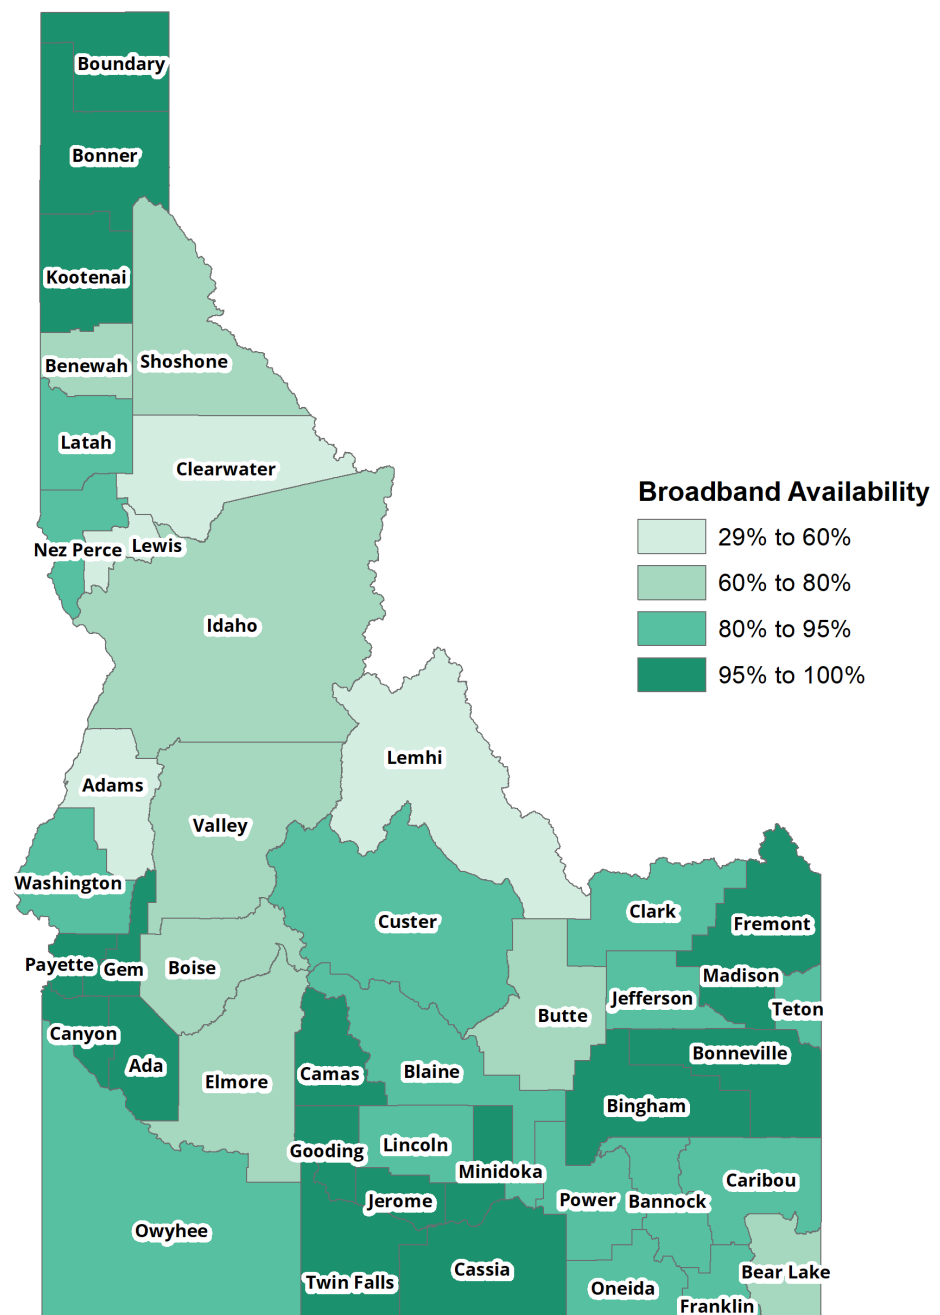 Boundary
Bonner
Kootenai
Benewah
Shoshone
Latah
Clearwater
Nez Perce
Lewis
Idaho
Broadband Availability
29% to 60%
60% to 80%
80% to 95%
95% to 100%
Lemhi
Adams
Valley
Washington
Custer
Clark
Fremont
Payette
Gem
Boise
Madison
Jefferson
Teton
Butte
Canyon
Ada
Bonneville
Elmore
Camas
Blaine
Bingham
Gooding
Lincoln
Minidoka
Caribou
Jerome
Power
Bannock
Owyhee
Cassia
Bear Lake
Twin Falls
Oneida
Franklin